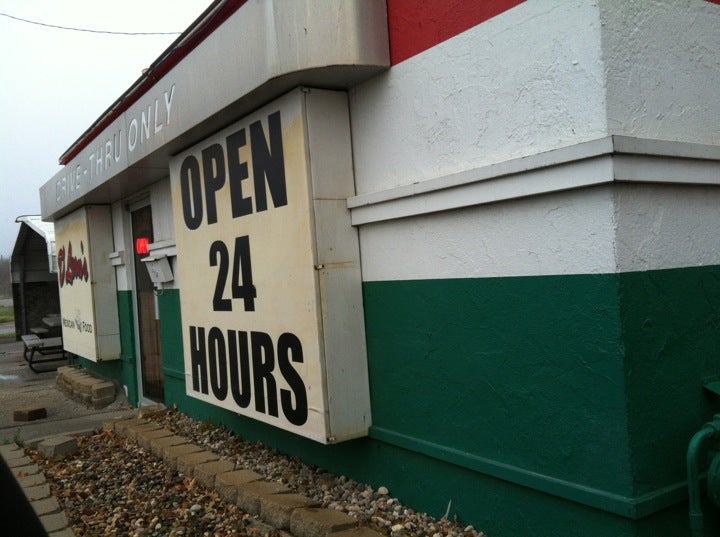 DRIVE-THRU ONLY
OPEN
24
HOURS
MEXICAN FOOD